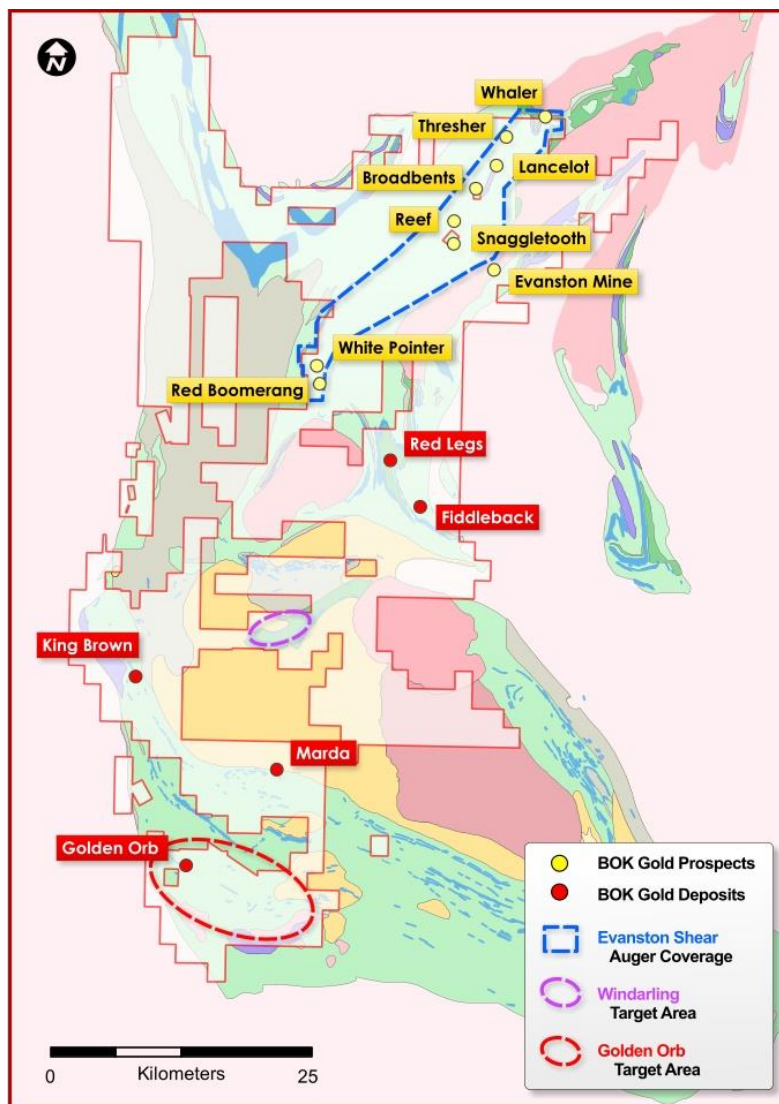 N
Whaler
Thresher
Lancelot
Broadbents
Reef
Snaggletooth
Evanston Mine
White Pointer
Red Boomerang
Red Legs
Fiddleback
King Brown
Marda
Golden Orb
BOK Gold Prospects
BOK Gold Deposits
Evanston Shear
Auger Coverage
Windarling
Target Area
Golden Orb
Target Area
0 Kilometers 25